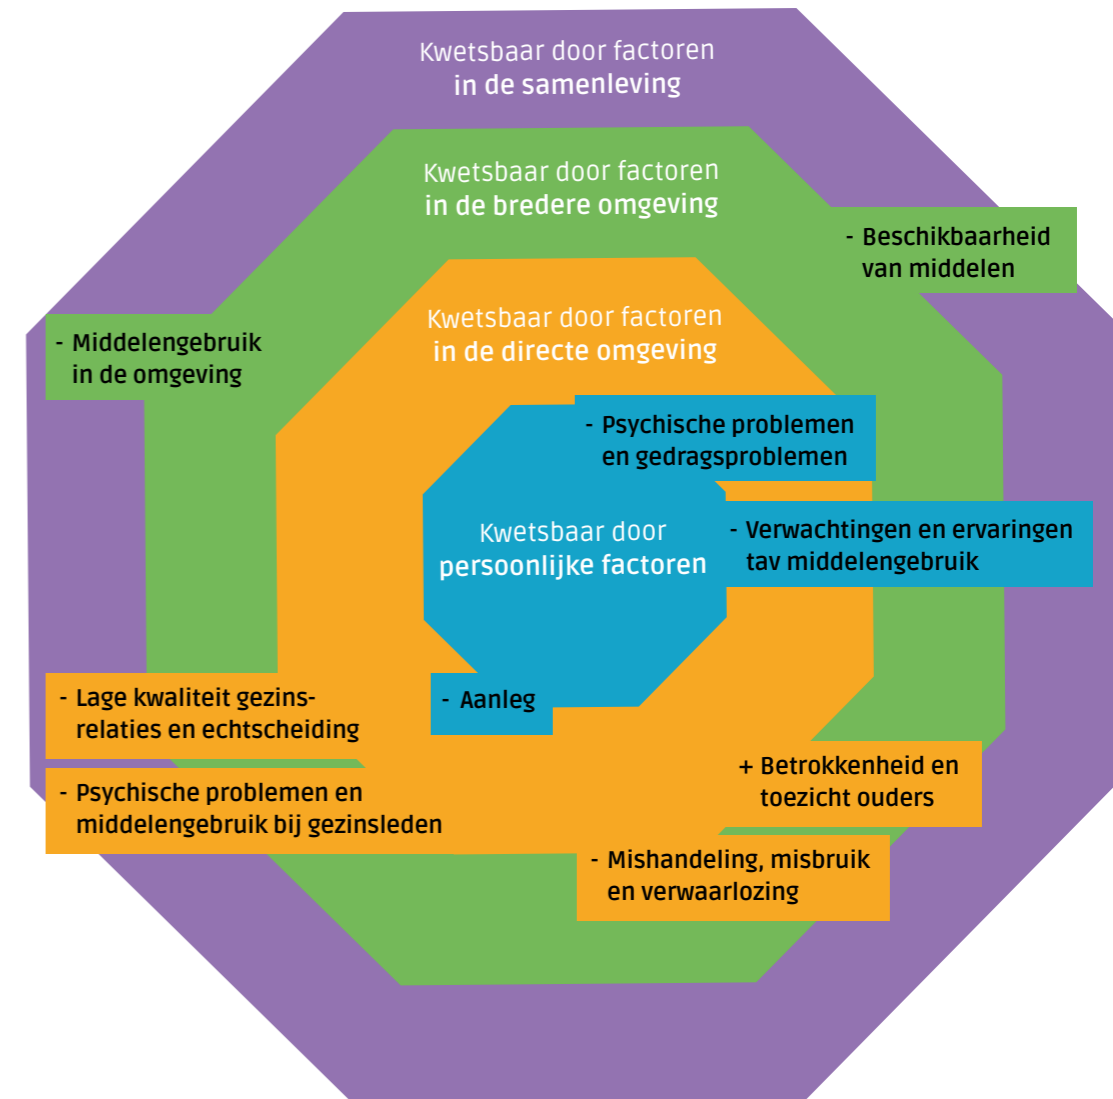 Kwetsbaar door factoren
in de samenleving
Kwetsbaar door factoren
in de bredere omgeving
- Beschikbaarheid
van middelen
Kwetsbaar door factoren
in de directe omgeving
- Middelengebruik
in de omgeving
- Psychische problemen
en gedragsproblemen
Kwetsbaar door
persoonlijke factoren
- Verwachtingen en ervaringen
tav middelengebruik
- Lage kwaliteit gezins-
relaties en echtscheiding
- Aanleg
- Psychische problemen en
middelengebruik bij gezinsleden
+ Betrokkenheid en
toezicht ouders
- Mishandeling, misbruik
en verwaarlozing